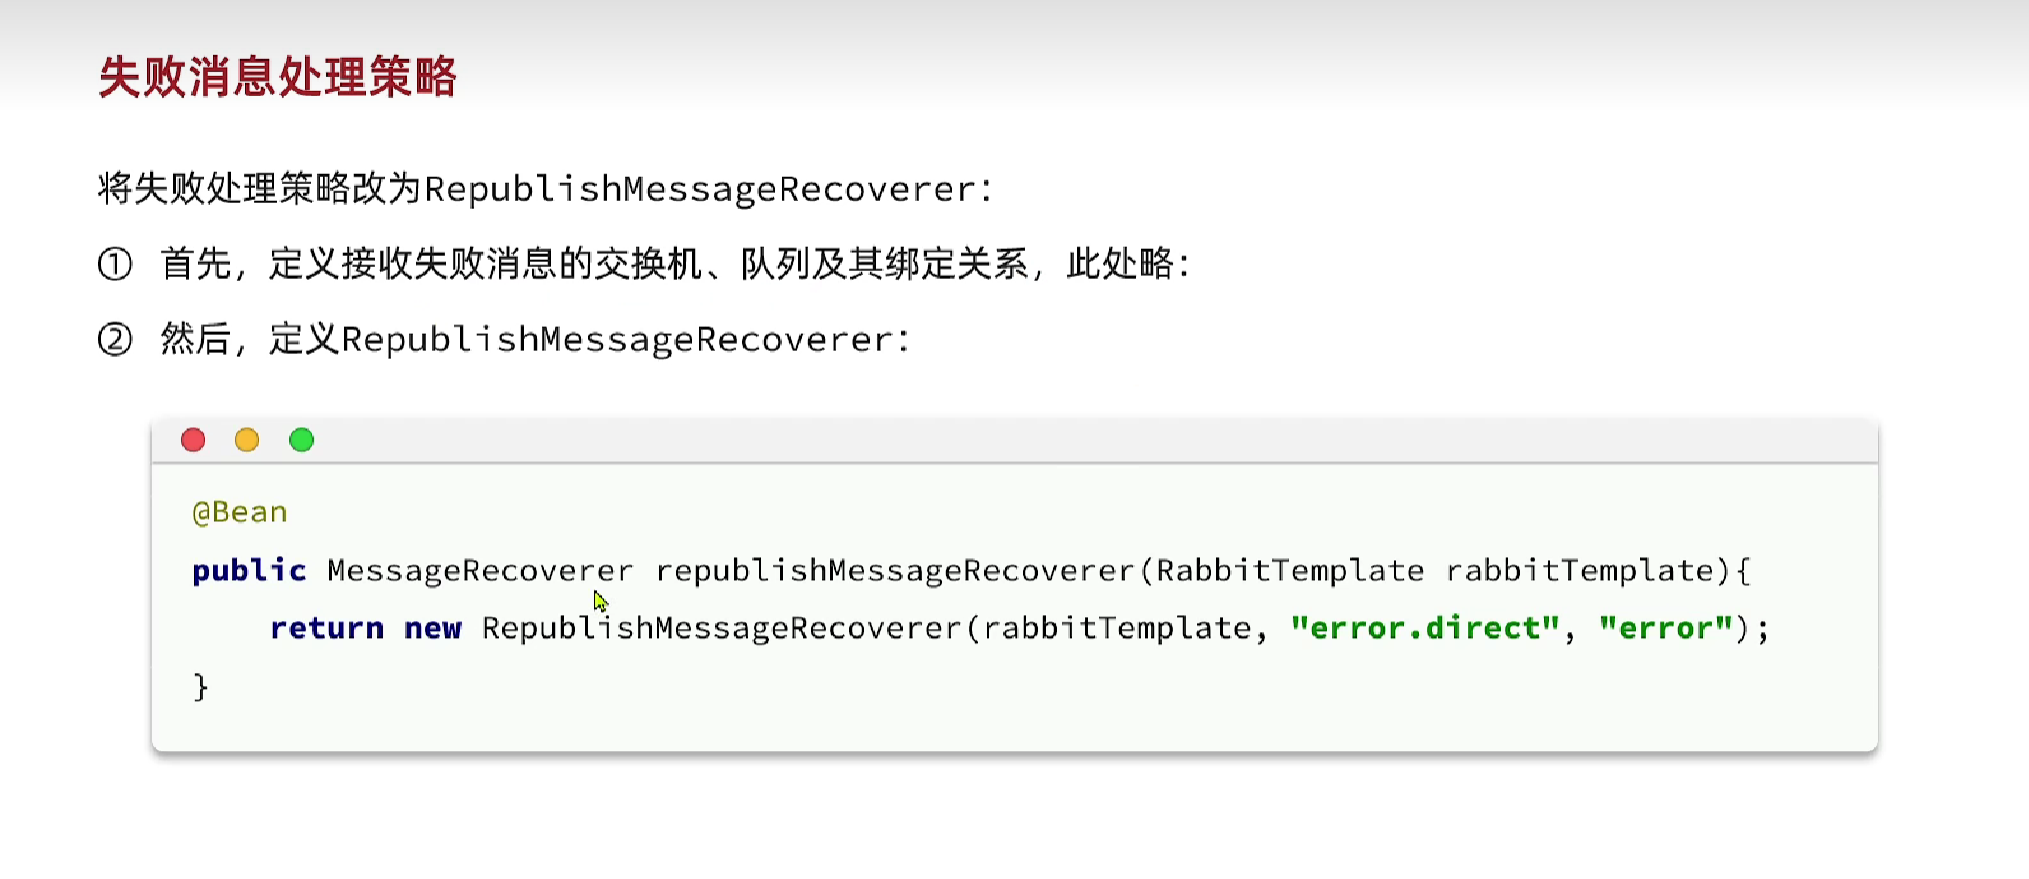 失败消息处理策略
将失败处理策略改为RepublishMessageRecoverer：
① 首先，定义接收失败消息的交换机、队列及其绑定关系，此处略：
② 然后，定义RepublishMessageRecoverer：
@Bean
public MessageRecoverer republishMessageRecoverer(RabbitTemplate rabbitTemplate){
    return new RepublishMessageRecoverer(rabbitTemplate, "error.direct", "error");
}